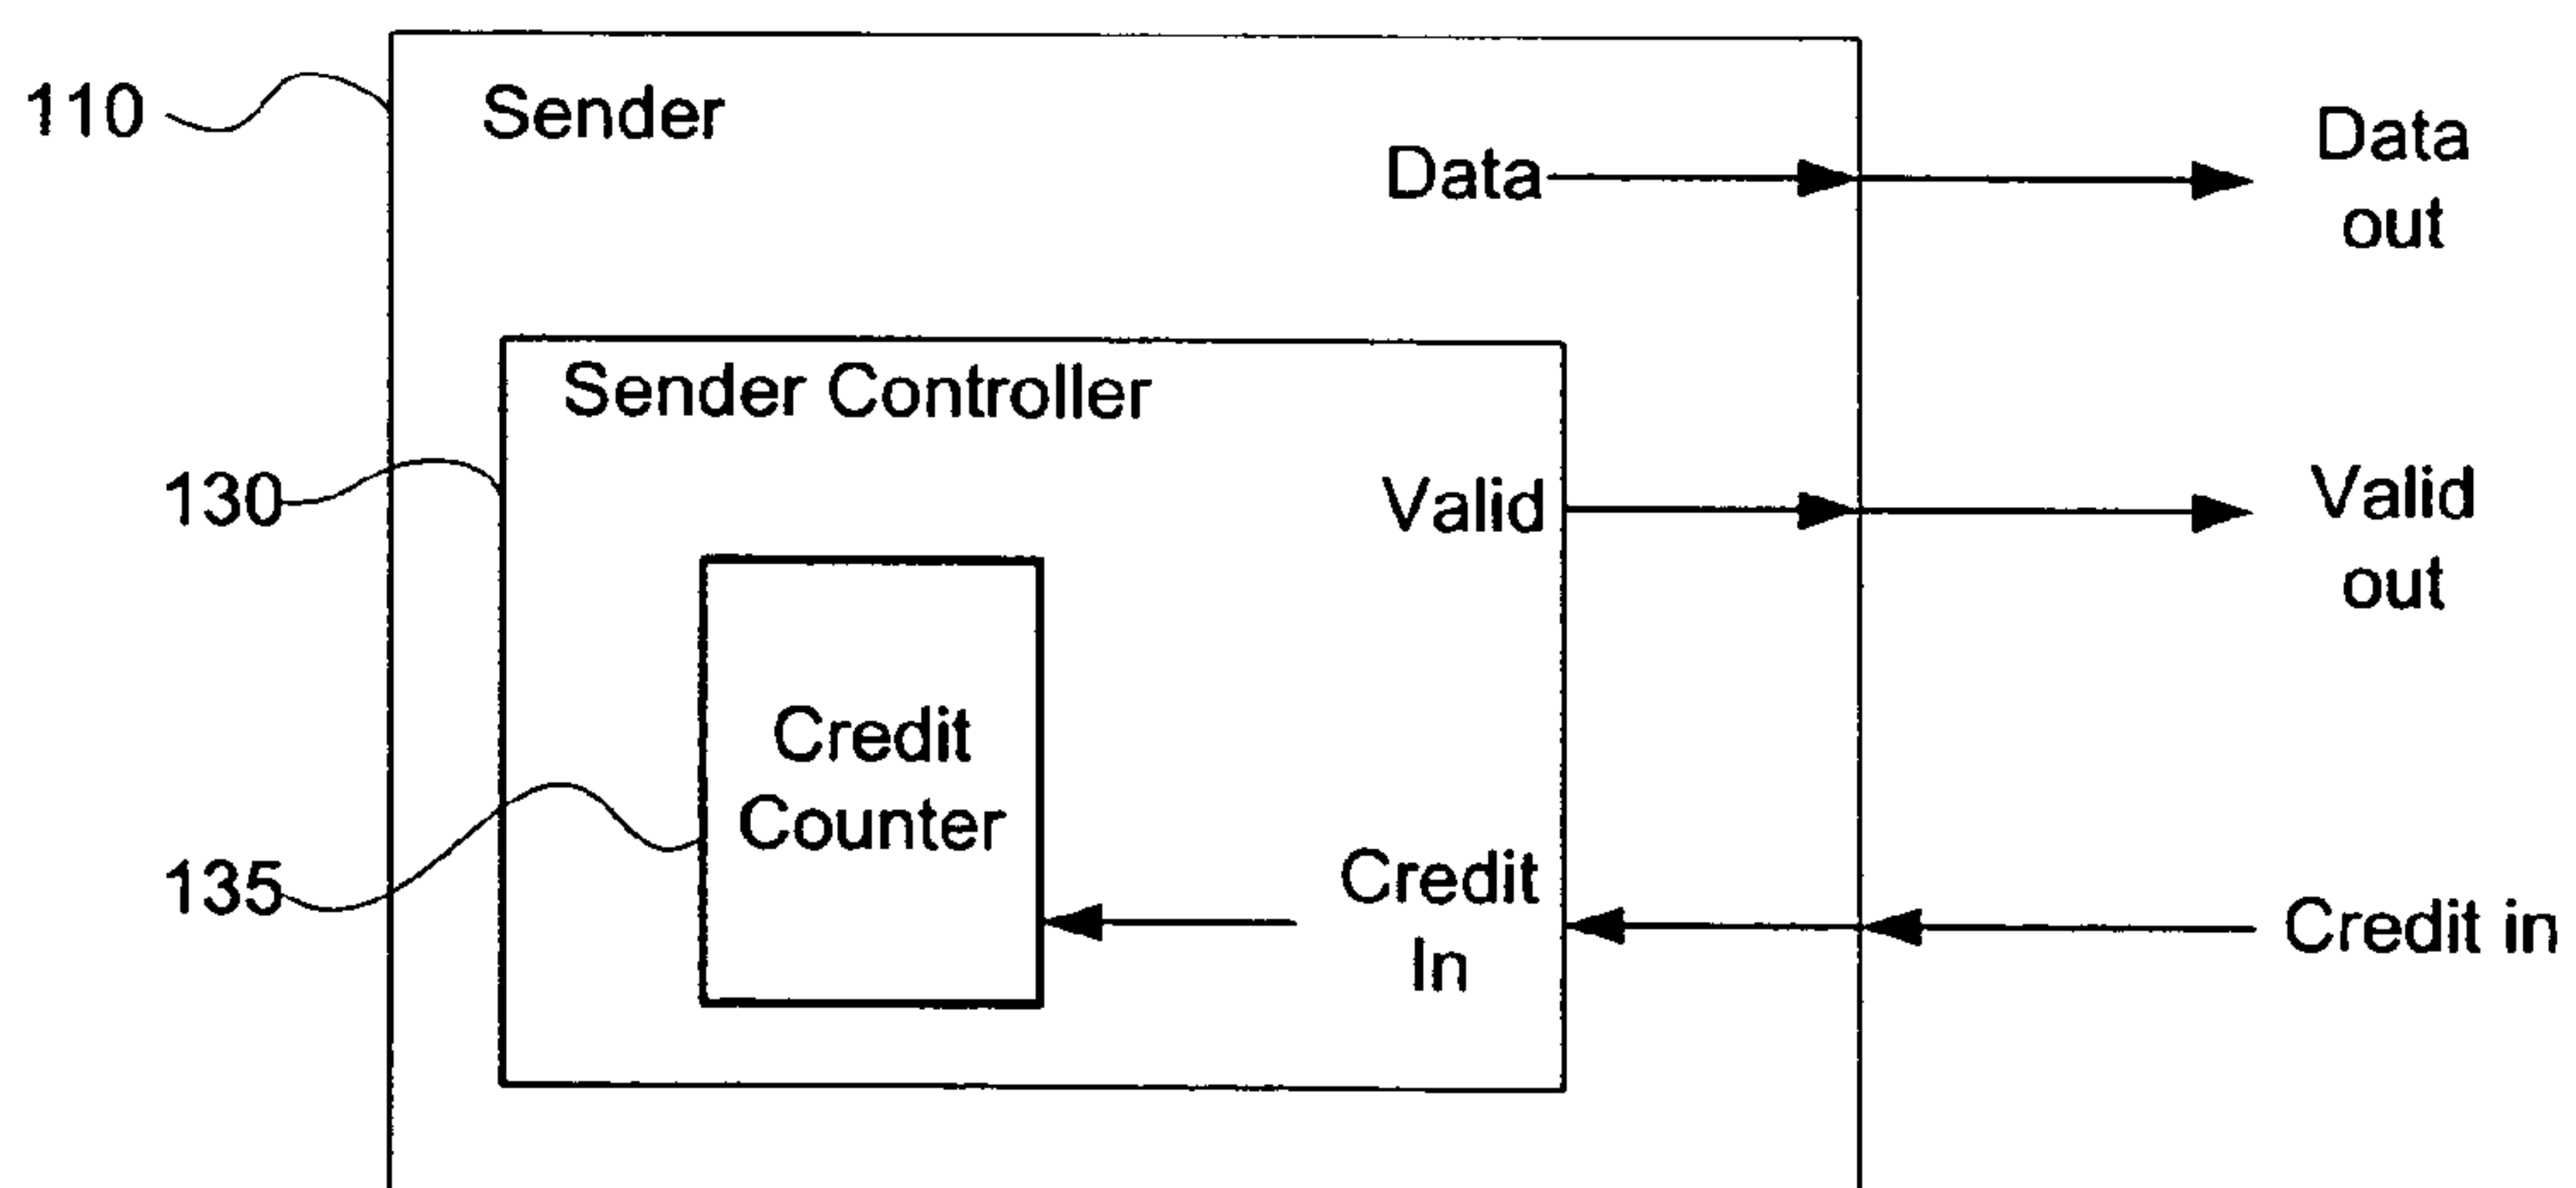 110
Sender
Data
Data
out
Sender Controller
130
Valid
Valid
out
Credit
Counter
135
Credit
In
Credit in